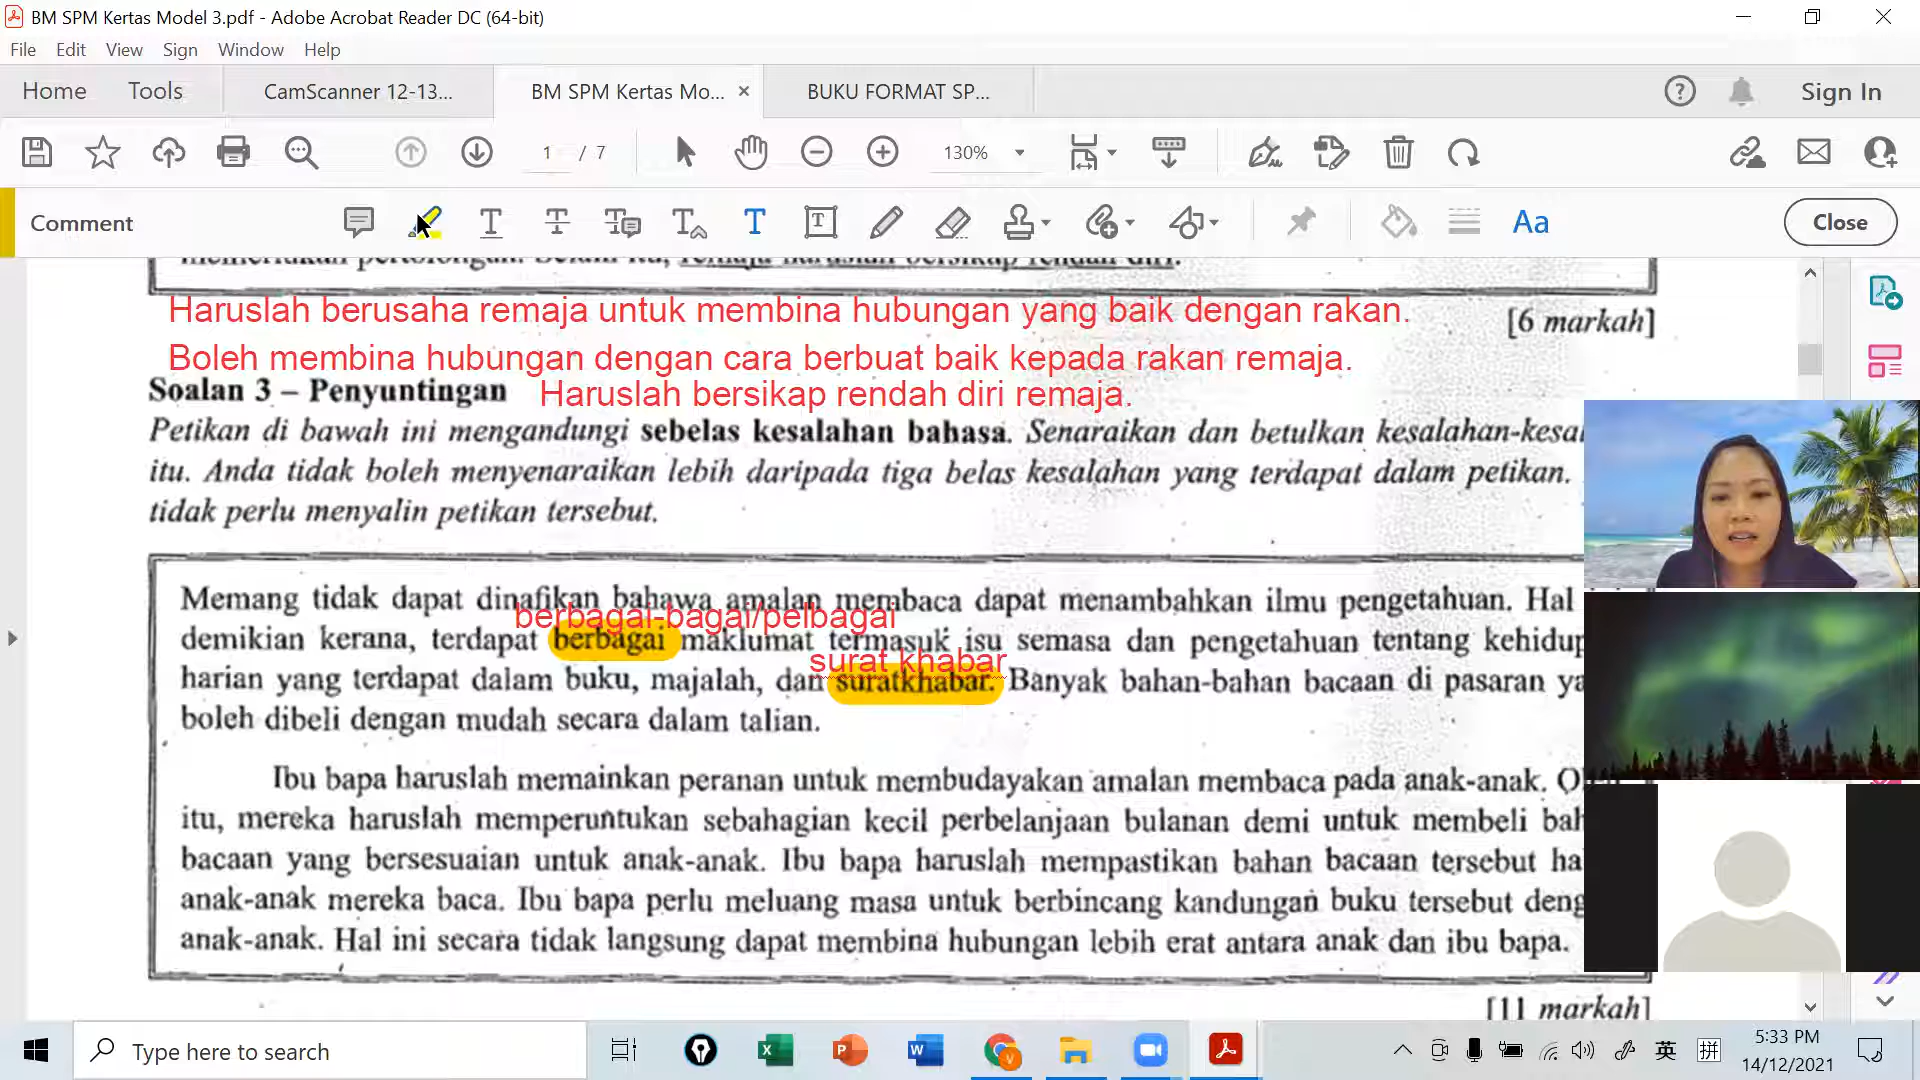 BM SPM Kertas Model 3.pdf - Adobe Acrobat Reader DC (64-bit)
File Edit View Sign Window Help
Home Tools CamScanner 12-13... BM SPM Kertas Mo... × BUKU FORMAT SP... Sign In
1 / 7 130%
Comment Aa Close
Haruslah berusaha remaja untuk membina hubungan yang baik dengan rakan.
[6 markah]
Boleh membina hubungan dengan cara berbuat baik kepada rakan remaja.
Soalan 3 – Penyuntingan Haruslah bersikap rendah diri remaja.
Petikan di bawah ini mengandungi sebelas kesalahan bahasa. Senaraikan dan betulkan
itu. Anda tidak boleh menyenaraikan lebih daripada tiga belas kesalahan yang terdapat dalam petikan.
tidak perlu menyalin petikan tersebut.
Memang tidak dapat dinafikan bahawa amalan membaca dapat menambahkan ilmu pengetahuan. Hal
berbagai-bagai/pelbagai
demikian kerana, terdapat berbagai maklumat termasuk isu semasa dan pengetahuan tentang
surat khabar
harian yang terdapat dalam buku, majalah, dan suratkhabar. Banyak bahan-bahan bacaan di pasaran
boleh dibeli dengan mudah secara dalam talian.
Ibu bapa haruslah memainkan peranan untuk membudayakan amalan membaca pada anak-anak.
itu, mereka haruslah memperuntukan sebahagian kecil perbelanjaan bulanan demi untuk membeli
bacaan yang bersesuaian untuk anak-anak. Ibu bapa haruslah mempastikan bahan bacaan tersebut
anak-anak mereka baca. Ibu bapa perlu meluang masa untuk berbincang kandungan buku tersebut
anak-anak. Hal ini secara tidak langsung dapat membina hubungan lebih erat antara anak dan ibu bapa.
[11 markah]
Type here to search
英 拼
5:33 PM
14/12/2021